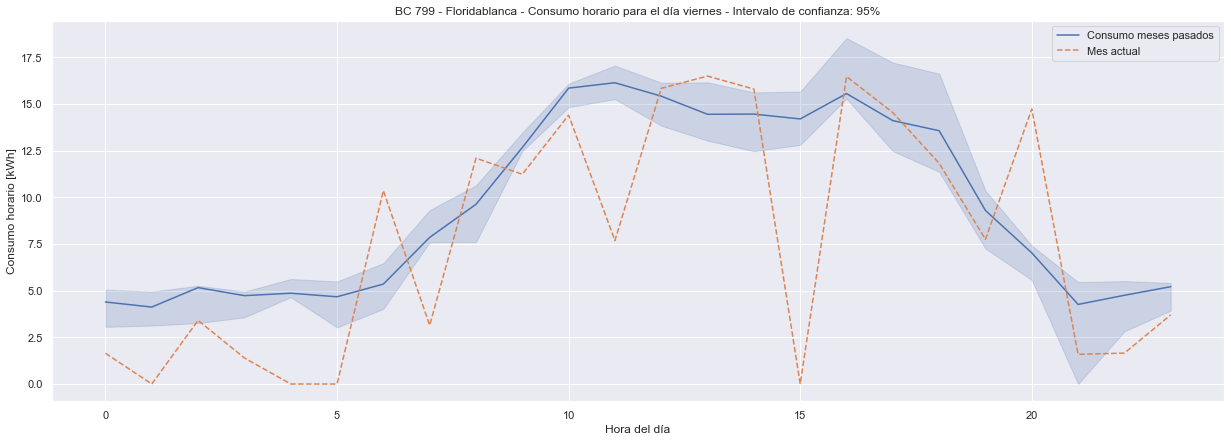 BC 799 - Floridablanca - Consumo horario para el día viernes - Intervalo de confianza: 95%
Consumo meses pasados
Mes actual
17.5
15.0
12.5
10.0
7.5
5.0
2.5
0.0
Consumo horario [kWh]
0 5 10 15 20
Hora del día